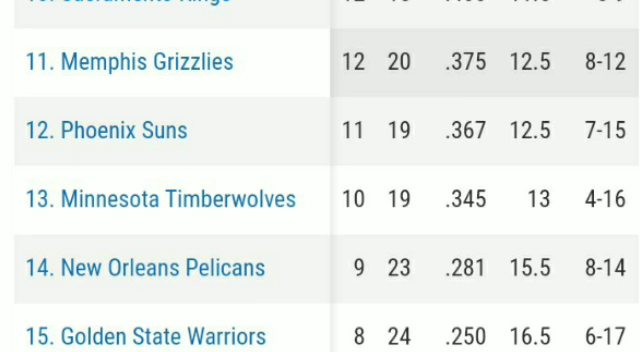 11. Memphis Grizzlies 12 20 .375 12.5 8-12
12. Phoenix Suns 11 19 .367 12.5 7-15
13. Minnesota Timberwolves 10 19 .345 13 4-16
14. New Orleans Pelicans 9 23 .281 15.5 8-14
15. Golden State Warriors 8 24 .250 16.5 6-17